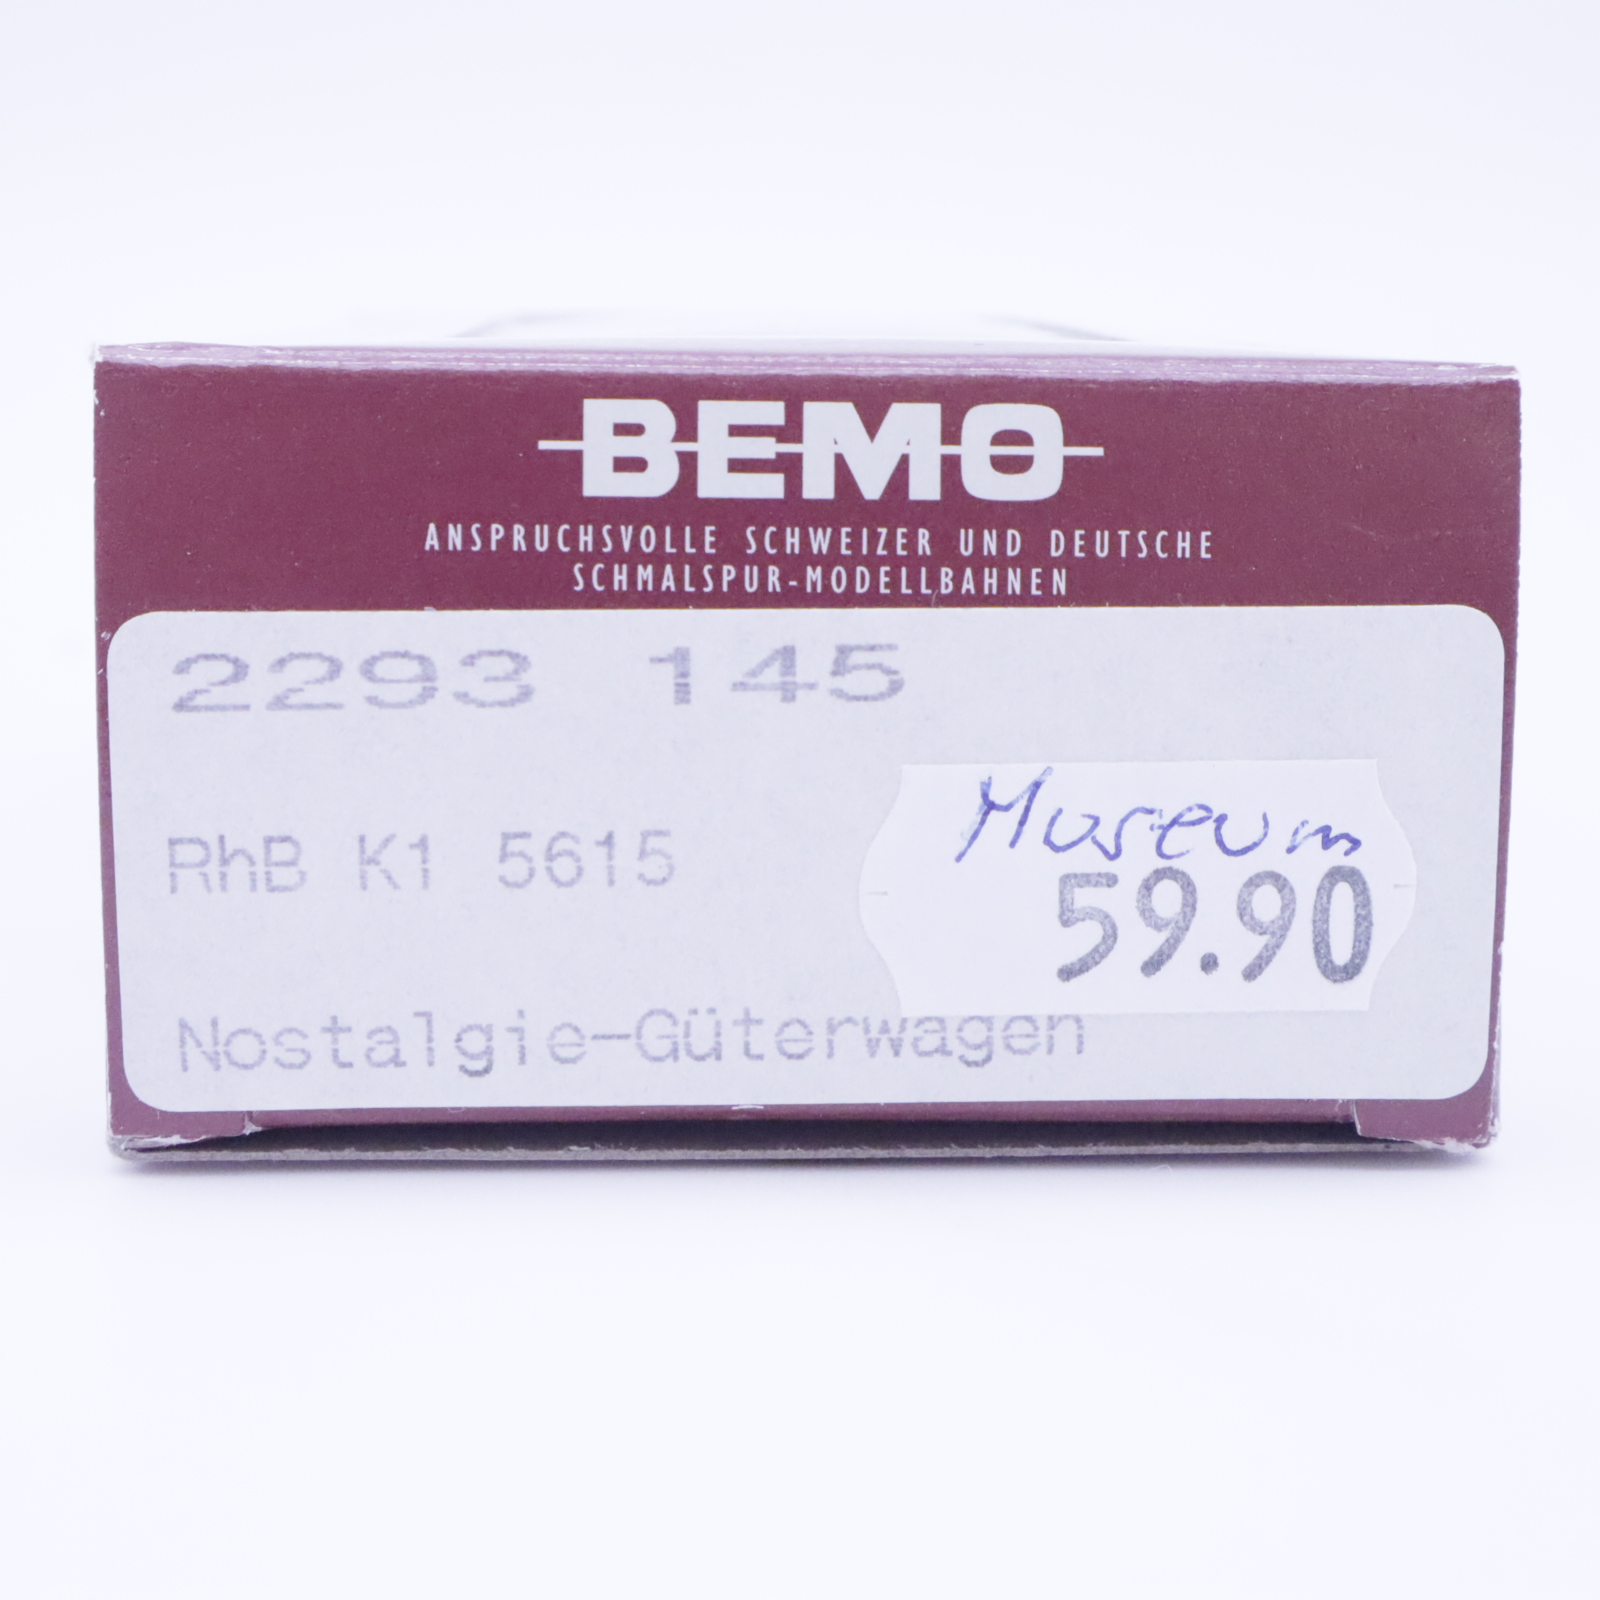 BEMO
ANSPRUCHSVOLLE SCHWEIZER UND DEUTSCHE
SCHMALSPUR-MODELLBAHNEN
2293 145
Museum
RhB K1 5615
59.90
Nostalgie-Güterwagen